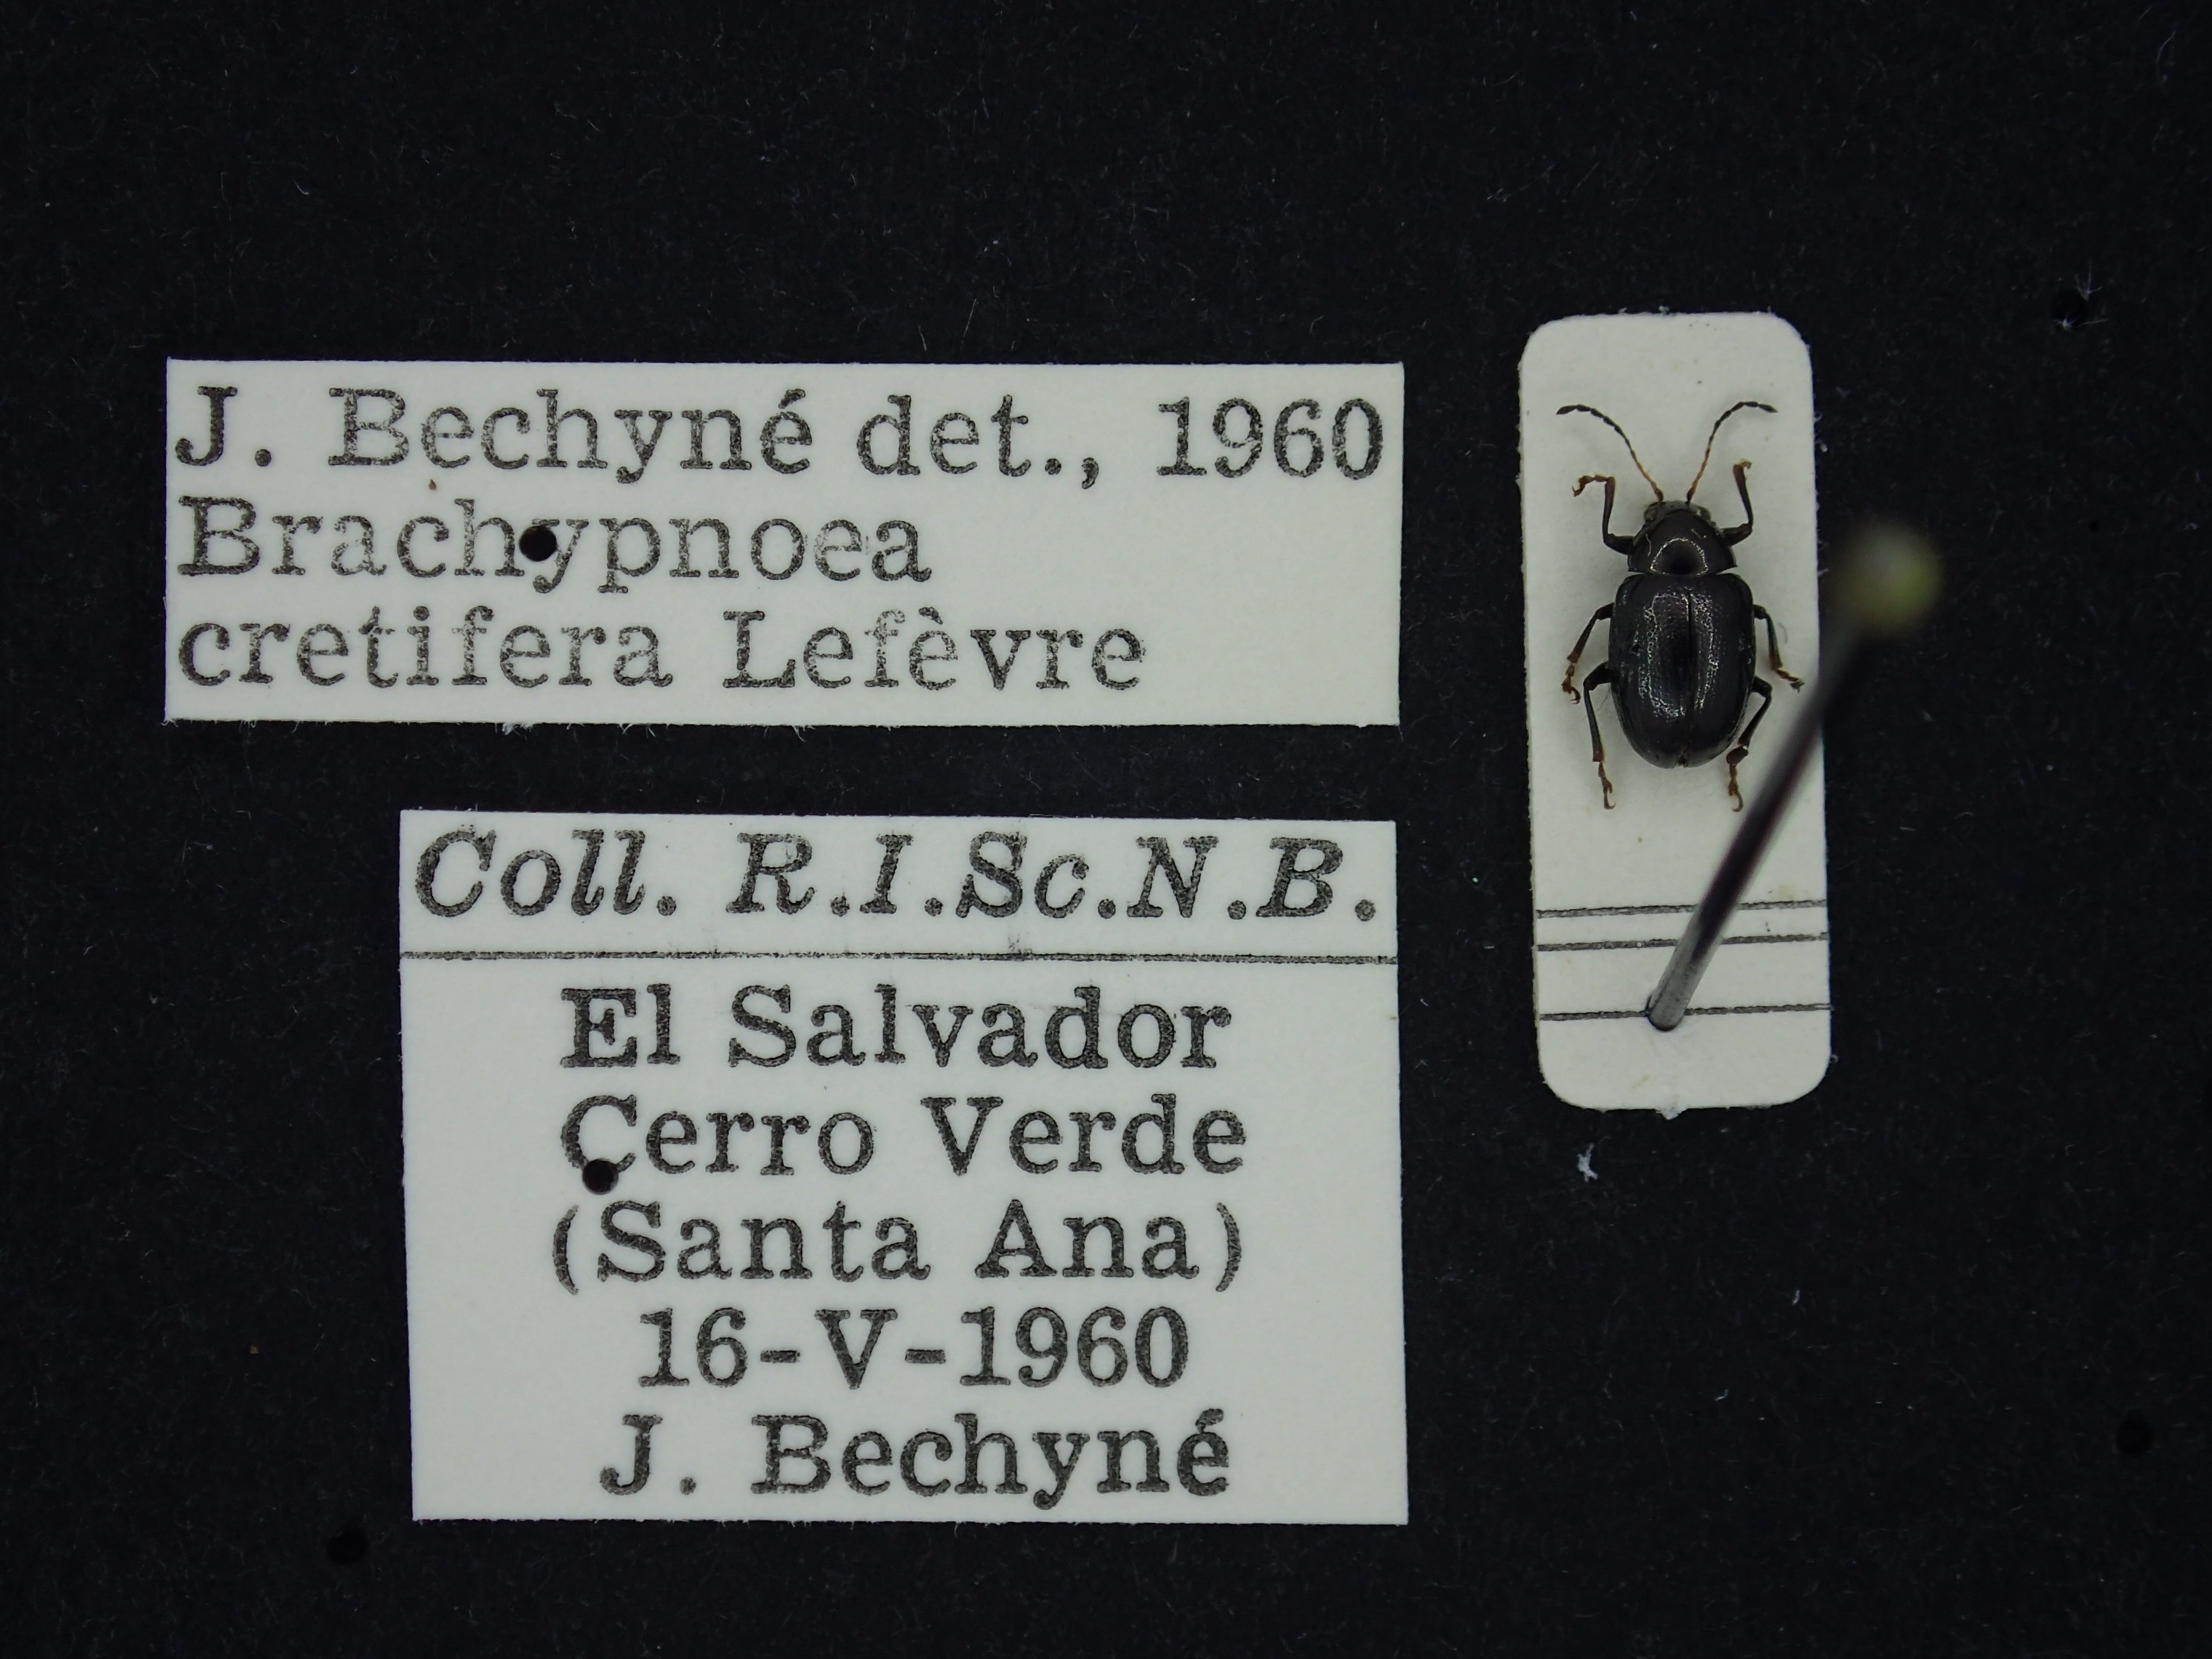 J. Bechyné det., 1960
Brachypnoea
cretifera Lefèvre
Coll. R.I.Sc.N.B.
El Salvador
Cerro Verde
(Santa Ana)
16-V-1960
J. Bechyné